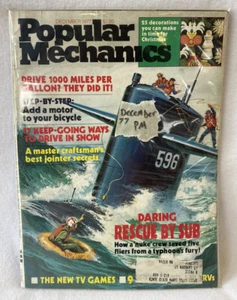 DECEMBER
25 decorations
you can make
in time for
Christmas
Popular
Mechanics
DRIVE 1000 MILES PER
GALLON? THEY DID IT!
STEP-BY-STEP:
Add a motor
to your bicycle
17 KEEP-GOING WAYS
TO DRIVE IN SNOW
A master craftsman's
best jointer secrets
December
77
PM
596
DARING
RESCUE BY SUB
How a nuke crew saved five
fliers from a typhoon's fury!
THE NEW TV GAMES
9
RVs